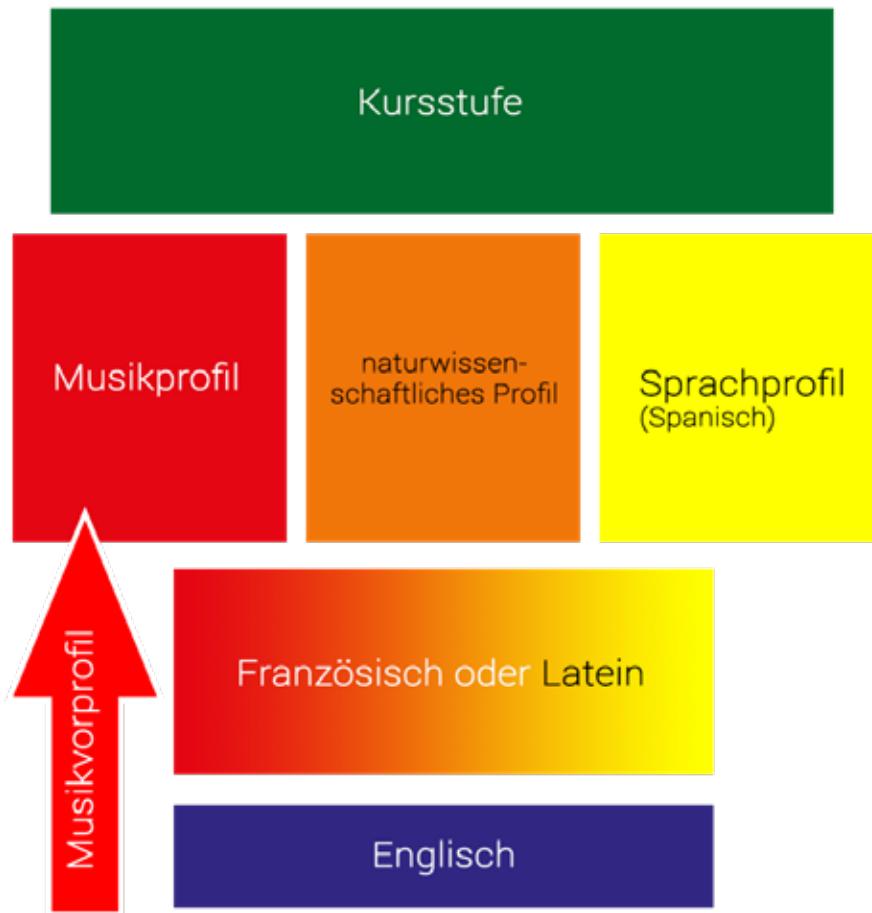 Kursstufe
Musikprofil
naturwissen-
schaftliches Profil
Sprachprofil
(Spanisch)
Musikvorprofil
Französisch oder Latein
Englisch